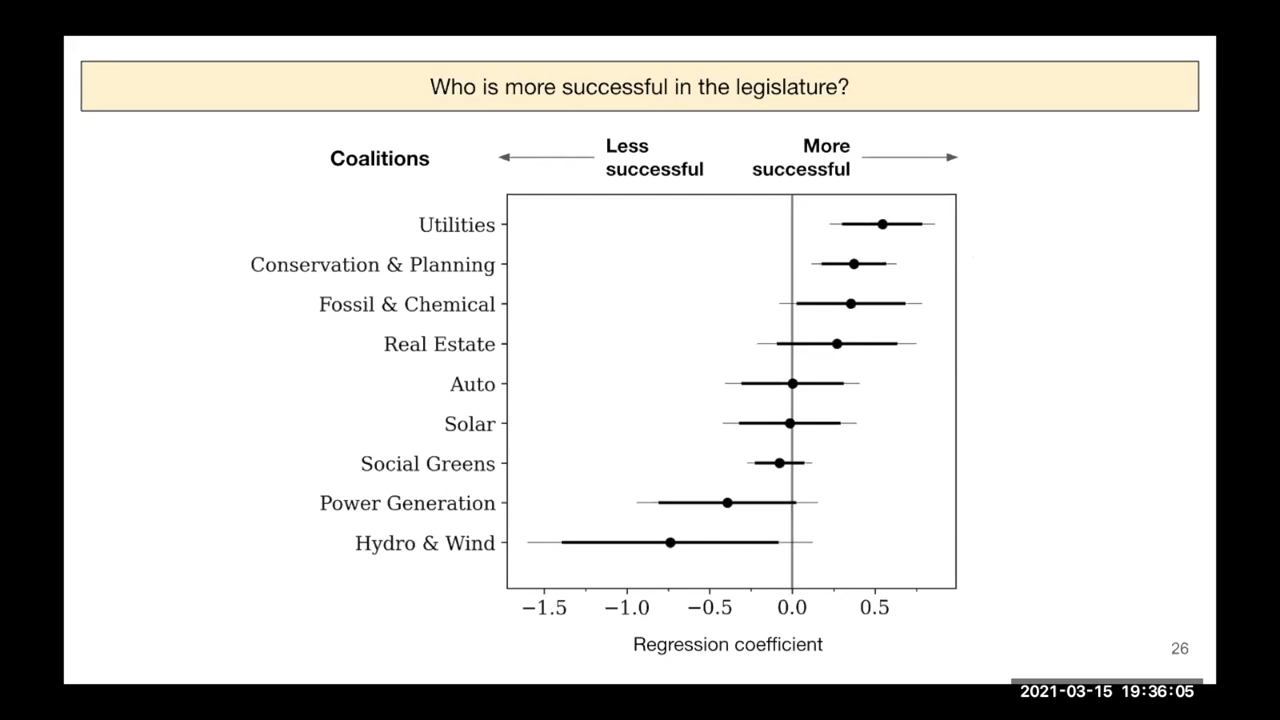 Who is more successful in the legislature?
Coalitions
Less
successful
More
successful
Utilities
Conservation & Planning
Fossil & Chemical
Real Estate
Auto
Solar
Social Greens
Power Generation
Hydro & Wind
−1.5 −1.0 −0.5 0.0 0.5
Regression coefficient
26
2021-03-15 19:36:05